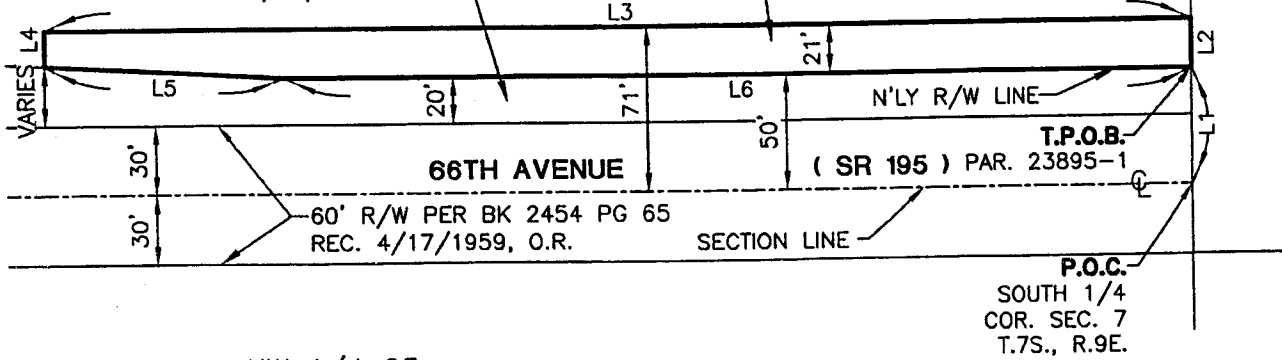 L3
VARIES L4
L2
21'
L5
20'
71'
L6
50'
N'LY R/W LINE
L1
T.P.O.B.
30'
66TH AVENUE ( SR 195 ) PAR. 23895-1
CL
30'
60' R/W PER BK 2454 PG 65
REC. 4/17/1959, O.R.
SECTION LINE
P.O.C.
SOUTH 1/4
COR. SEC. 7
T.7S., R.9E.